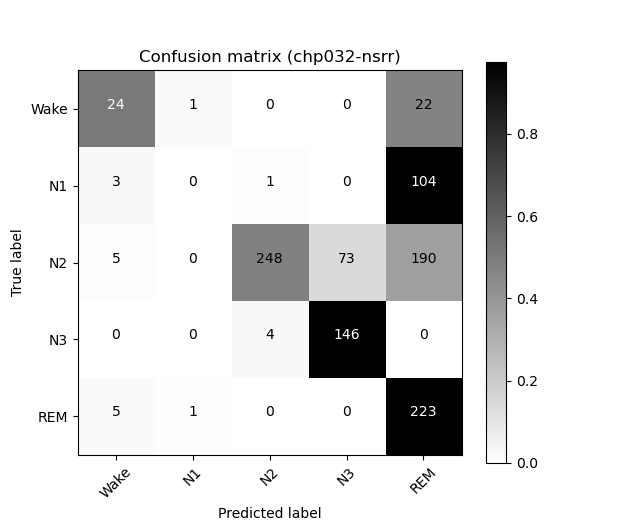 Confusion matrix (chp032-nsrr)
True label
Wake 24 1 0 0 22
N1 3 0 1 0 104
N2 5 0 248 73 190
N3 0 0 4 146 0
REM 5 1 0 0 223
Wake N1 N2 N3 REM
Predicted label
0.8
0.6
0.4
0.2
0.0